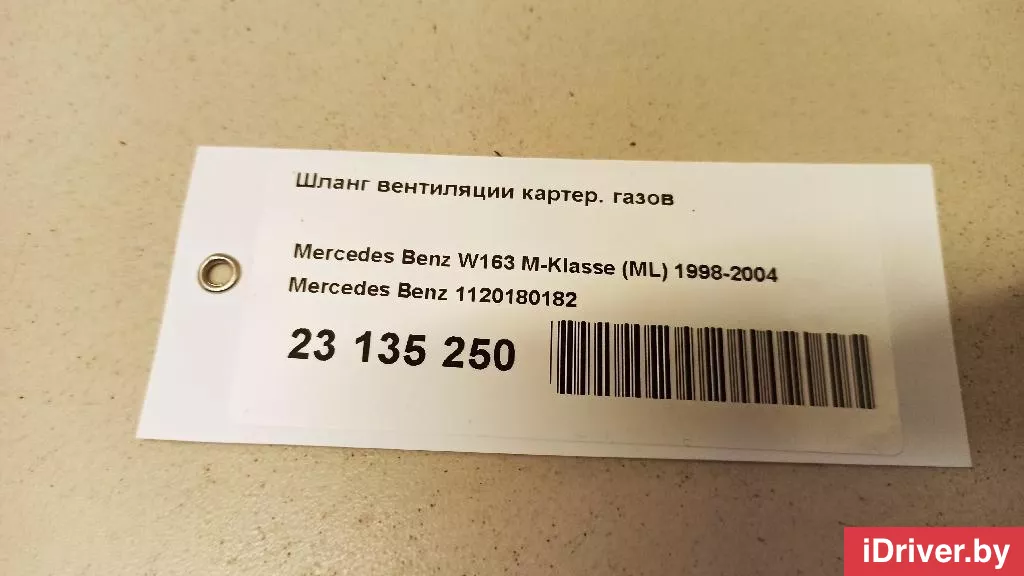 Шланг вентиляции картер. газов
Mercedes Benz W163 M-Klasse (ML) 1998-2004
Mercedes Benz 1120180182
23 135 250
iDriver.by